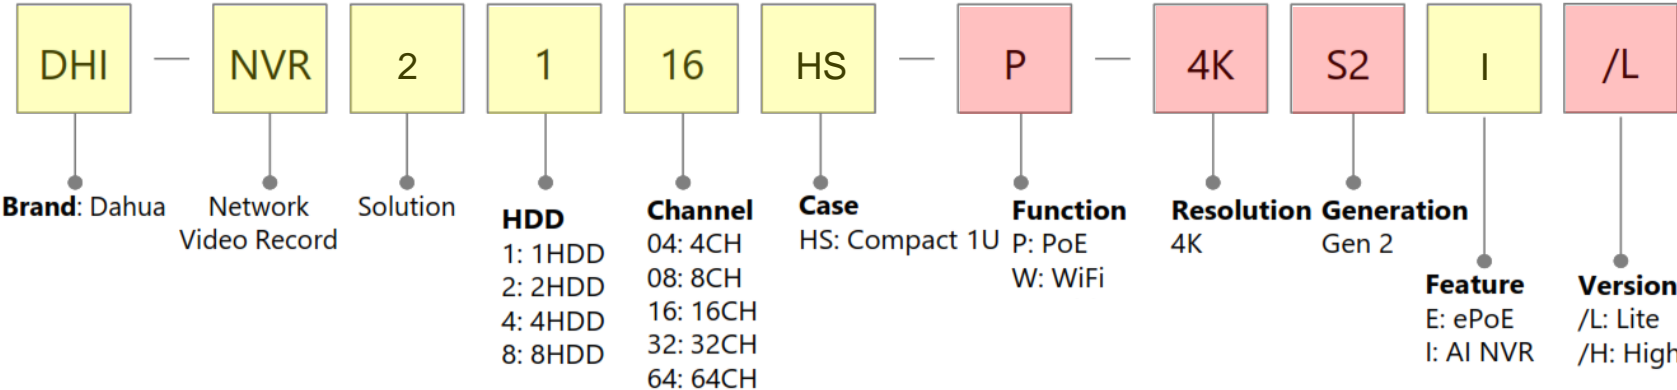 DHI — NVR 2 1 16 HS — P — 4K S2 I /L
Brand: Dahua
Network
Video Record
Solution
HDD
1: 1HDD
2: 2HDD
4: 4HDD
8: 8HDD
Channel
04: 4CH
08: 8CH
16: 16CH
32: 32CH
64: 64CH
Case
HS: Compact 1U
Function
P: PoE
W: WiFi
Resolution
4K
Generation
Gen 2
Feature
E: ePoE
I: AI NVR
Version
/L: Lite
/H: High